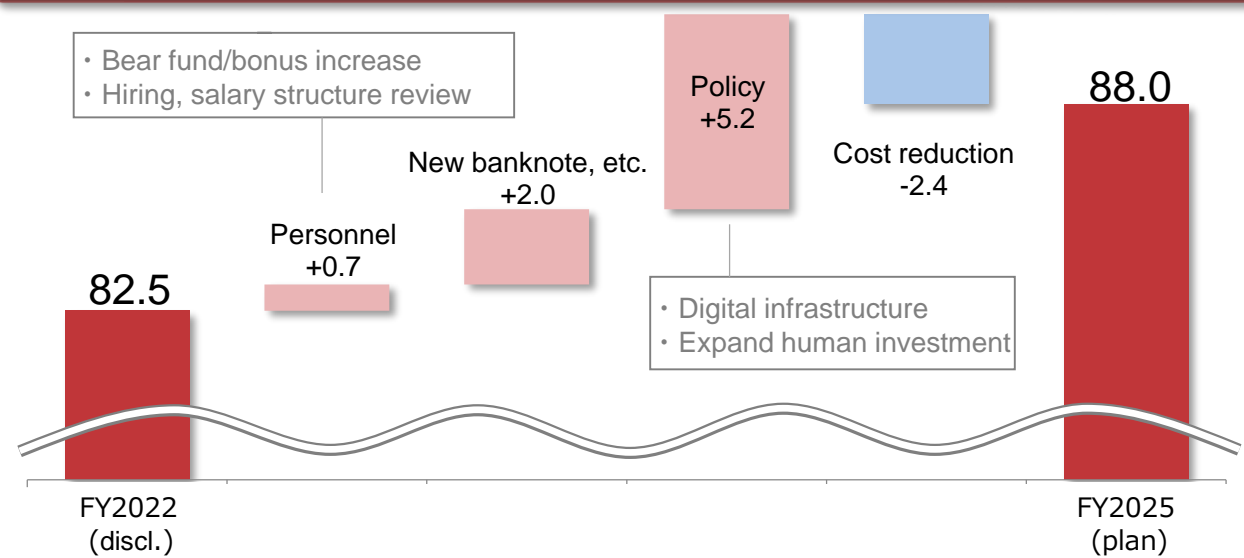 ・Bear fund/bonus increase
・Hiring, salary structure review
82.5
Personnel
+0.7
New banknote, etc.
+2.0
Policy
+5.2
Cost reduction
-2.4
88.0
・Digital infrastructure
・Expand human investment
FY2022
(discl.)
FY2025
(plan)